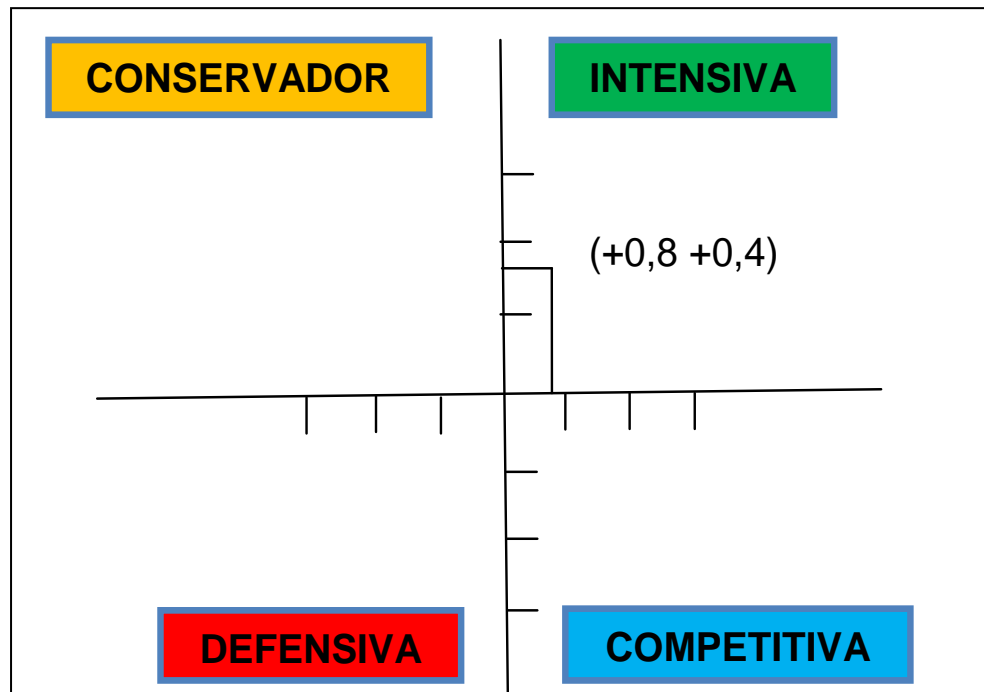 CONSERVADOR
INTENSIVA
(+0,8 +0,4)
DEFENSIVA
COMPETITIVA